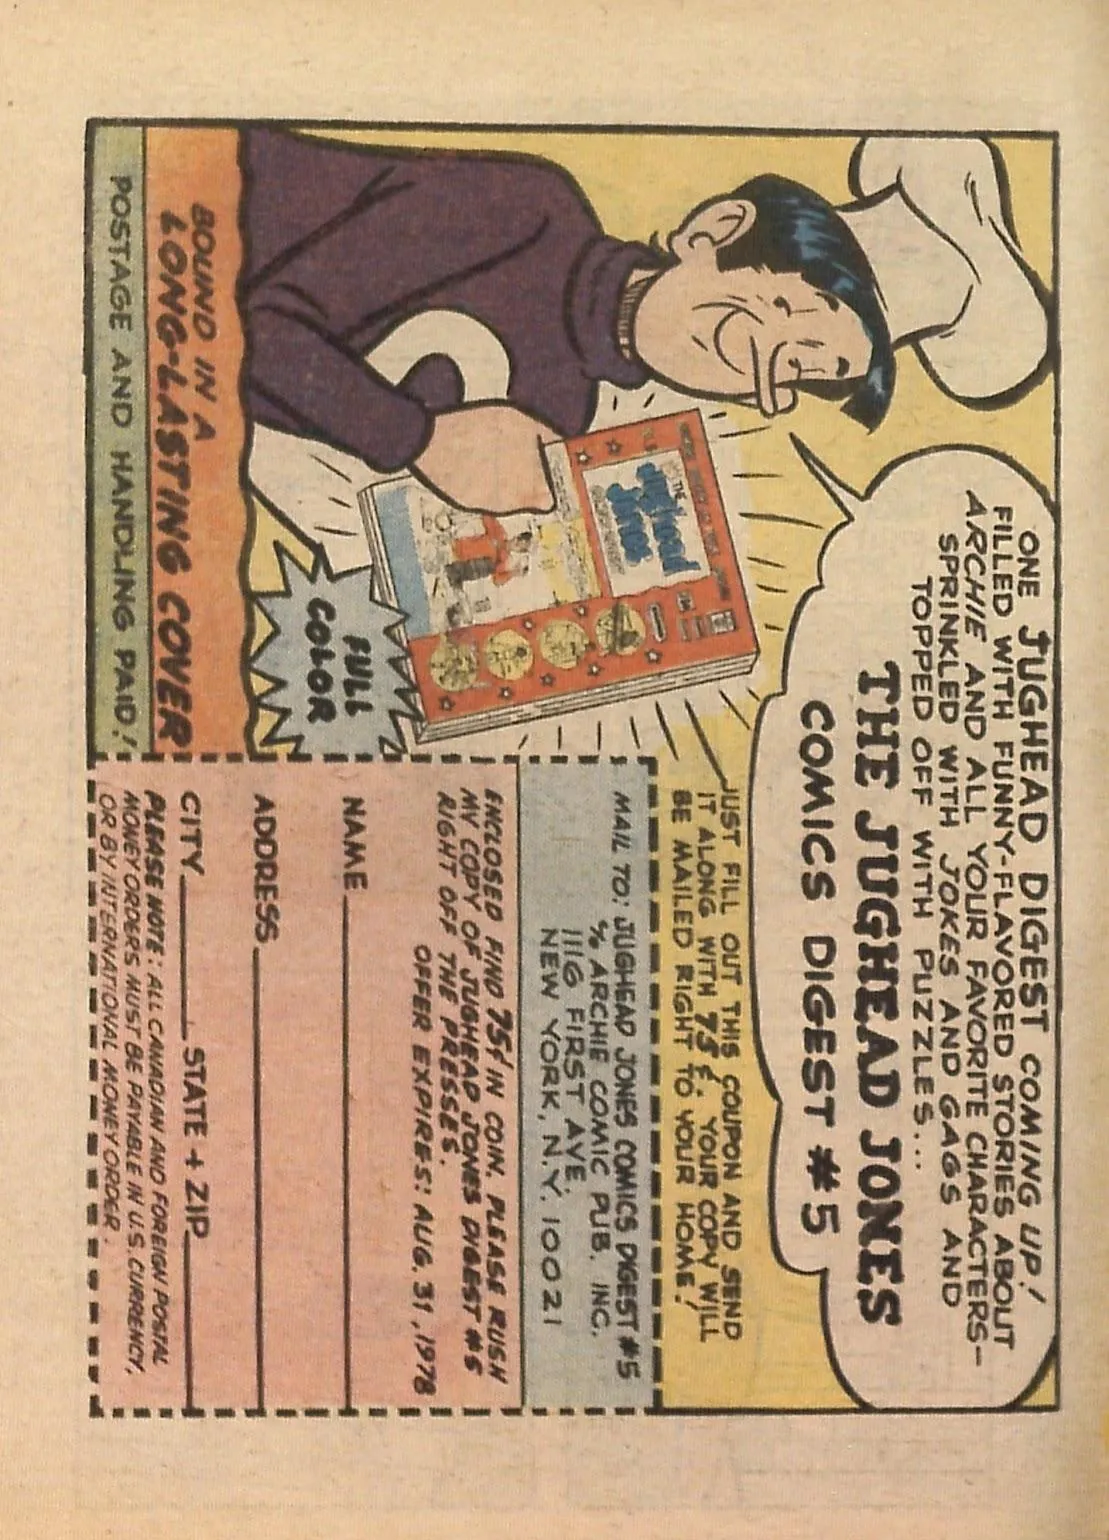 ONE JUGHEAD DIGEST COMING UP!
FILLED WITH FUNNY-FLAVORED STORIES ABOUT
ARCHIE AND ALL YOUR FAVORITE CHARACTERS—
SPRINKLED WITH JOKES AND GAGS AND
TOPPED OFF WITH PUZZLES...
THE JUGHEAD JONES
COMICS DIGEST #5
THE
Jughead
Jones
FULL
COLOR
BOUND IN A
LONG-LASTING COVER
POSTAGE AND HANDLING PAID!
JUST FILL OUT THIS COUPON AND SEND
IT ALONG WITH 75¢. YOUR COPY WILL
BE MAILED RIGHT TO YOUR HOME!
MAIL TO: JUGHEAD JONES COMICS DIGEST #5
% ARCHIE COMIC PUB. INC.
1116 FIRST AVE.
NEW YORK, N.Y. 10021
ENCLOSED FIND 75¢ IN COIN. PLEASE RUSH
MY COPY OF JUGHEAD JONES DIGEST #5
RIGHT OFF THE PRESSES.
OFFER EXPIRES: AUG. 31, 1978
NAME
ADDRESS
CITY STATE + ZIP
PLEASE NOTE: ALL CANADIAN AND FOREIGN POSTAL
MONEY ORDERS MUST BE PAYABLE IN U.S. CURRENCY,
OR BY INTERNATIONAL MONEY ORDER.